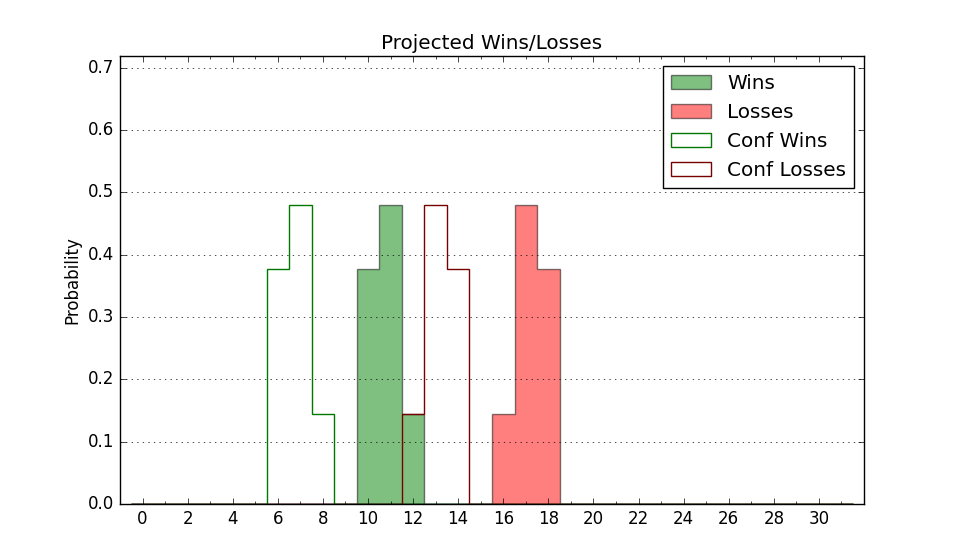 Projected Wins/Losses
Probability
0.7
0.6
0.5
0.4
0.3
0.2
0.1
0.0
Wins
Losses
Conf Wins
Conf Losses
0 2 4 6 8 10 12 14 16 18 20 22 24 26 28 30